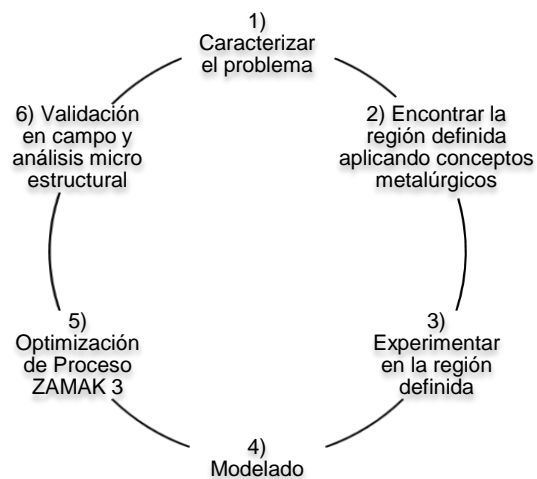 1)
Caracterizar
el problema
2) Encontrar la
región definida
aplicando conceptos
metalúrgicos
3)
Experimentar
en la región
definida
4)
Modelado
5)
Optimización
de Proceso
ZAMAK 3
6) Validación
en campo y
análisis micro
estructural